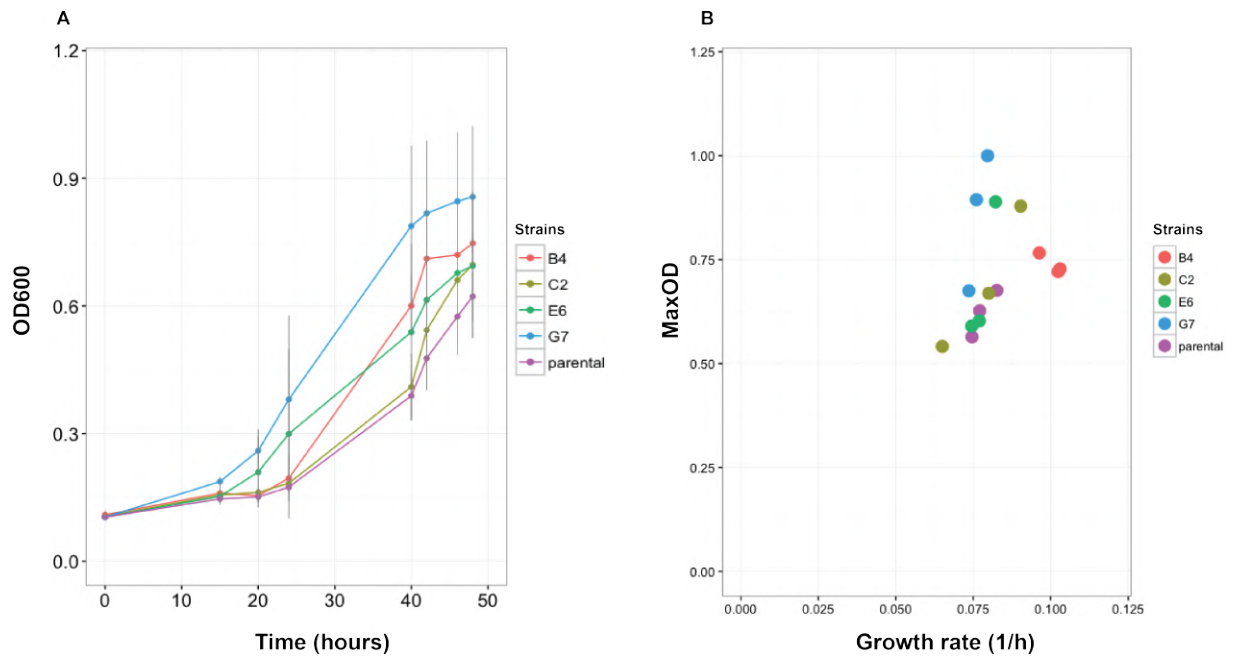 A
1.2
0.9
0.6
0.3
0.0
OD600
0
10
20
30
40
50
Time (hours)
Strains
B4
C2
E6
G7
parental
B
1.25
1.00
0.75
0.50
0.25
0.00
MaxOD
0.000
0.025
0.050
0.075
0.100
0.125
Growth rate (1/h)
Strains
B4
C2
E6
G7
parental